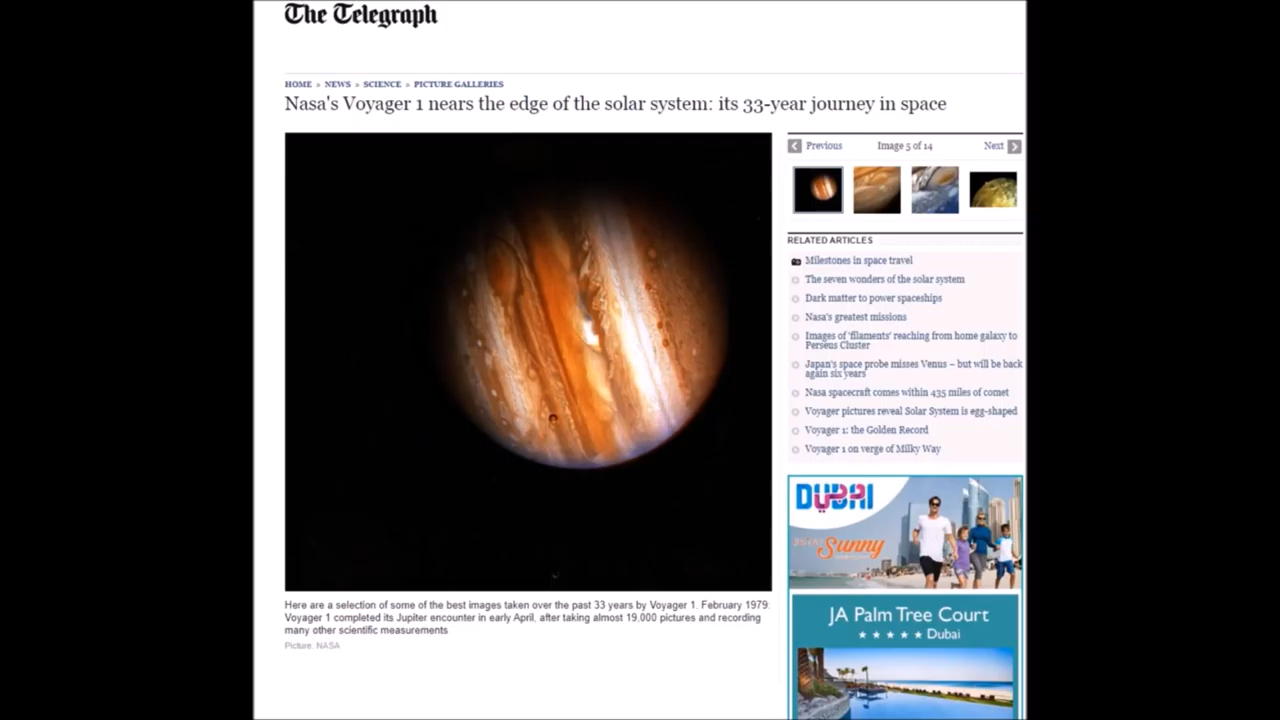 The Telegraph
HOME » NEWS » SCIENCE » PICTURE GALLERIES
Nasa's Voyager 1 nears the edge of the solar system: its 33-year journey in space
Previous Image 5 of 14 Next
RELATED ARTICLES
Milestones in space travel
The seven wonders of the solar system
Dark matter to power spaceships
Nasa's greatest missions
Images of 'filaments' reaching from home galaxy to
Perseus Cluster
Japan's space probe misses Venus – but will be back
again six years
Nasa spacecraft comes within 435 miles of comet
Voyager pictures reveal Solar System is egg-shaped
Voyager 1: the Golden Record
Voyager 1 on verge of Milky Way
DUBAI
Sunny
JA Palm Tree Court
★ ★ ★ ★ ★ Dubai
Here are a selection of some of the best images taken over the past 33 years by Voyager 1. February 1979:
Voyager 1 completed its Jupiter encounter in early April, after taking almost 19,000 pictures and recording
many other scientific measurements
Picture: NASA